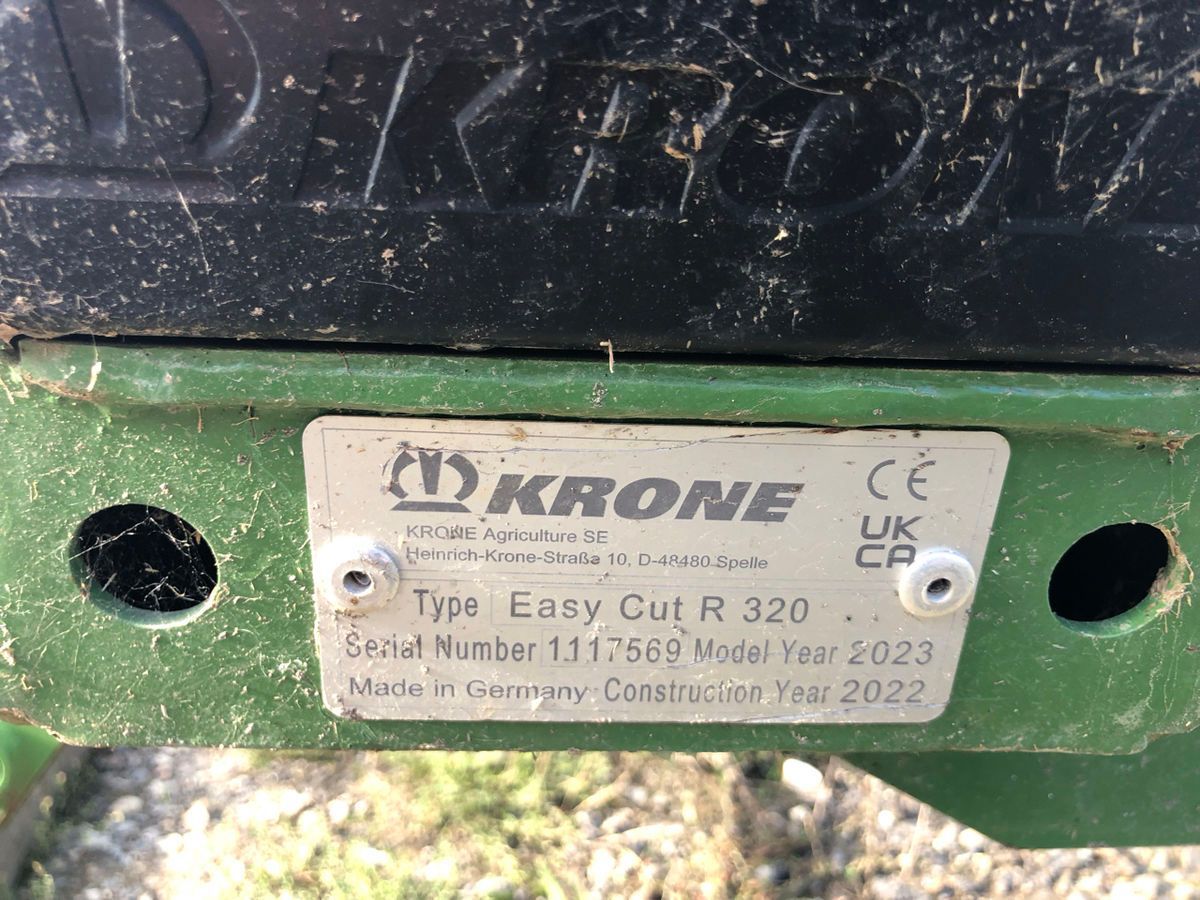 KRONE
KRONE
CE
KRONE Agriculture SE
Heinrich-Krone-Straße 10, D-48480 Spelle
UK
CA
Type Easy Cut R 320
Serial Number 1117569 Model Year 2023
Made in Germany Construction Year 2022